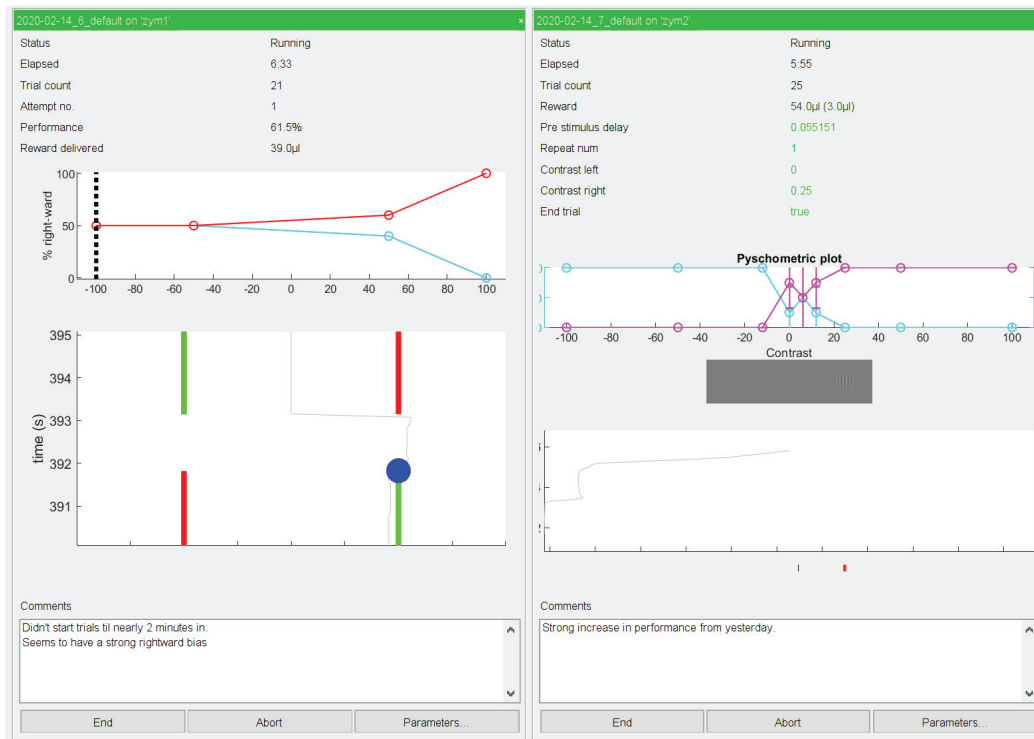 2020-02-14_6_default on 'zym1'
×
Status Running
Elapsed 6:33
Trial count 21
Attempt no. 1
Performance 61.5%
Reward delivered 39.0µl
% right-ward
100
50
0
-100 -80 -60 -40 -20 0 20 40 60 80 100
time (s)
395
394
393
392
391
Comments
Didn't start trials til nearly 2 minutes in.
Seems to have a strong rightward bias
End Abort Parameters...
2020-02-14_7_default on 'zym2'
Status Running
Elapsed 5:55
Trial count 25
Reward 54.0µl (3.0µl)
Pre stimulus delay 0.055151
Repeat num 1
Contrast left 0
Contrast right 0.25
End trial true
Pyschometric plot
-100 -80 -60 -40 -20 0 20 40 60 80 100
Contrast
Comments
Strong increase in performance from yesterday.
End Abort Parameters...